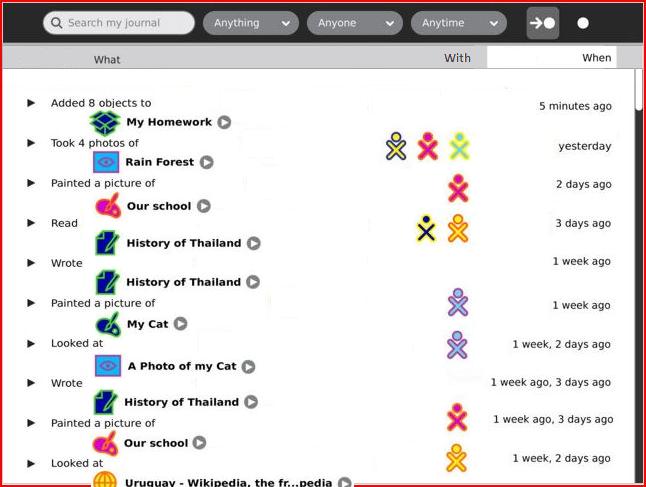 Search my journal Anything Anyone Anytime
What With When
Added 8 objects to 5 minutes ago
My Homework
Took 4 photos of yesterday
Rain Forest
Painted a picture of 2 days ago
Our school
Read 3 days ago
History of Thailand
Wrote 1 week ago
History of Thailand
Painted a picture of 1 week ago
My Cat
Looked at 1 week, 2 days ago
A Photo of my Cat
Wrote 1 week ago, 3 days ago
History of Thailand
Painted a picture of 1 week ago, 3 days ago
Our school
Looked at 1 week, 2 days ago
Uruguay - Wikipedia, the fr...pedia